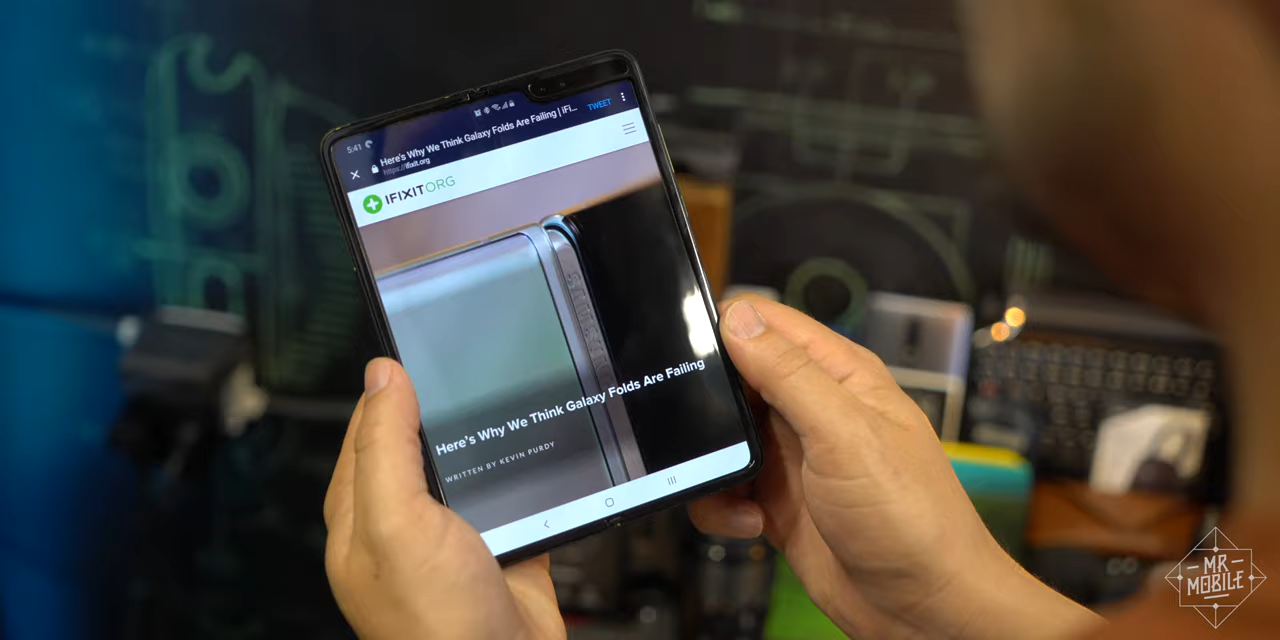 5:41
Here's Why We Think Galaxy Folds Are Failing | iFi...
https://ifixit.org
TWEET
IFIXITORG
SAMSUNG
Here's Why We Think Galaxy Folds Are Failing
WRITTEN BY KEVIN PURDY
MR
MOBILE